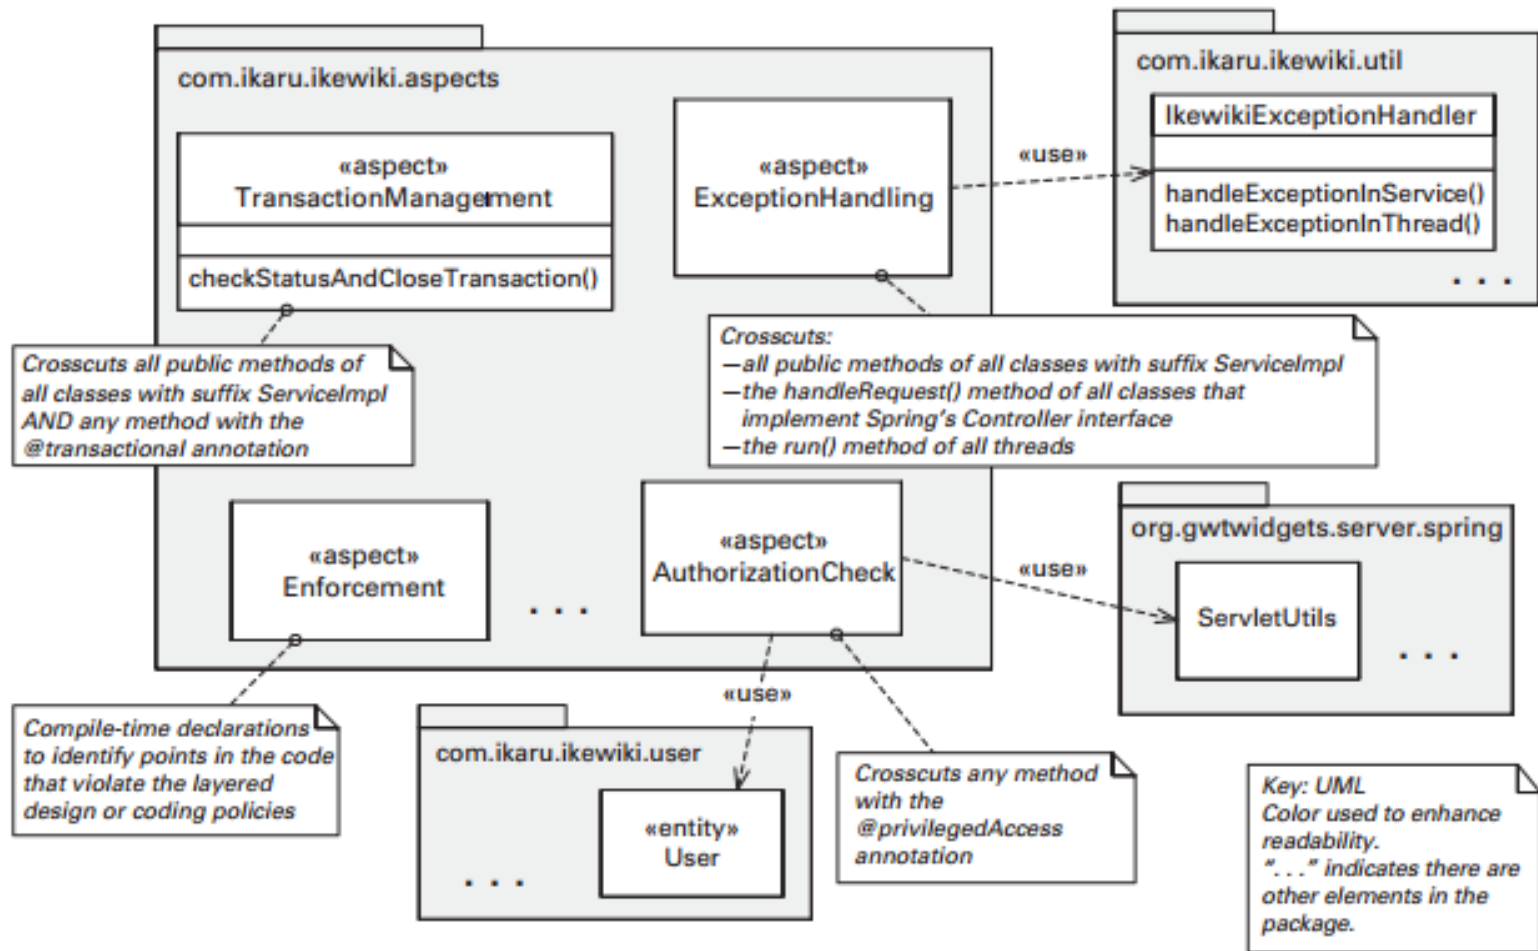 com.ikaru.ikewiki.aspects
«aspect»
TransactionManagement
checkStatusAndCloseTransaction()
«aspect»
ExceptionHandling
«use»
com.ikaru.ikewiki.util
IkewikiExceptionHandler
handleExceptionInService()
handleExceptionInThread()
. . .
Crosscuts all public methods of
all classes with suffix ServiceImpl
AND any method with the
@transactional annotation
Crosscuts:
—all public methods of all classes with suffix ServiceImpl
—the handleRequest() method of all classes that
implement Spring's Controller interface
—the run() method of all threads
«aspect»
Enforcement
. . .
«aspect»
AuthorizationCheck
«use»
org.gwtwidgets.server.spring
ServletUtils
. . .
«use»
Compile-time declarations
to identify points in the code
that violate the layered
design or coding policies
com.ikaru.ikewiki.user
«entity»
User
. . .
Crosscuts any method
with the
@privilegedAccess
annotation
Key: UML
Color used to enhance
readability.
". . ." indicates there are
other elements in the
package.